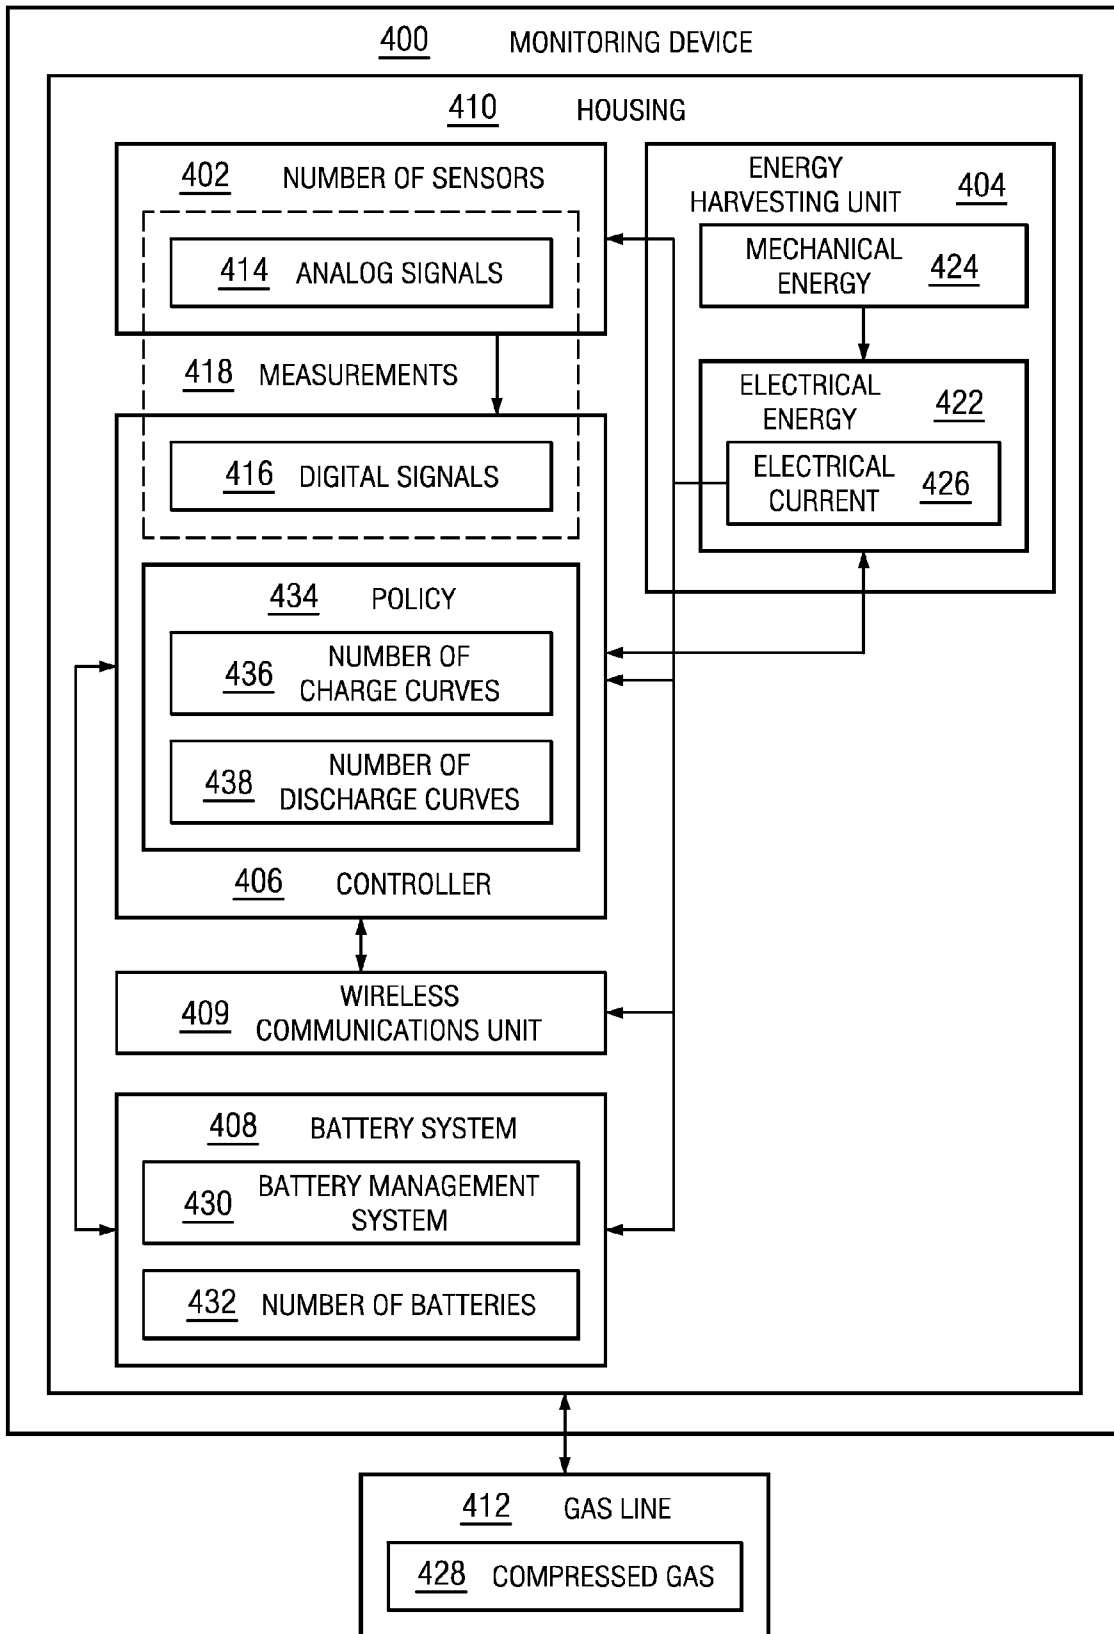 400 MONITORING DEVICE
410 HOUSING
402 NUMBER OF SENSORS
414 ANALOG SIGNALS
418 MEASUREMENTS
416 DIGITAL SIGNALS
434 POLICY
436 NUMBER OF
CHARGE CURVES
438 NUMBER OF
DISCHARGE CURVES
406 CONTROLLER
409 WIRELESS
COMMUNICATIONS UNIT
408 BATTERY SYSTEM
430 BATTERY MANAGEMENT
SYSTEM
432 NUMBER OF BATTERIES
ENERGY
HARVESTING UNIT 404
MECHANICAL
ENERGY 424
ELECTRICAL
ENERGY 422
ELECTRICAL
CURRENT 426
412 GAS LINE
428 COMPRESSED GAS